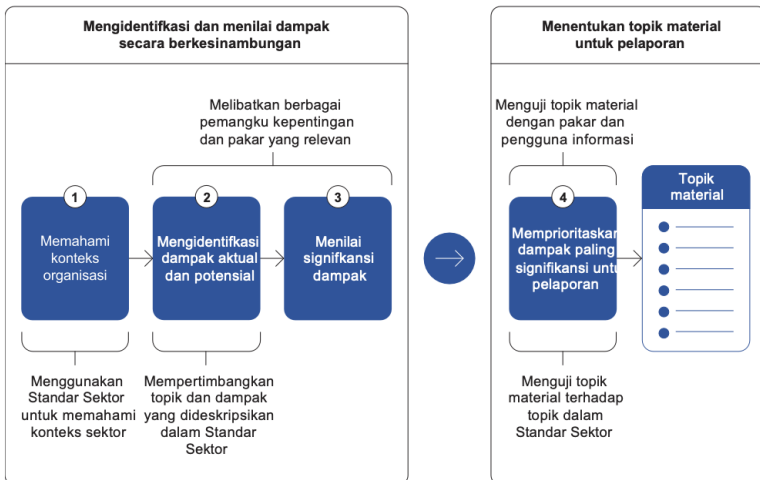 Mengidentifkasi dan menilai dampak
secara berkesinambungan
Melibatkan berbagai
pemangku kepentingan
dan pakar yang relevan
1
Memahami
konteks
organisasi
2
Mengidentifkasi
dampak aktual
dan potensial
3
Menilai
signifkansi
dampak
Menggunakan
Standar Sektor
untuk memahami
konteks sektor
Mempertimbangkan
topik dan dampak
yang dideskripsikan
dalam Standar
Sektor
Menentukan topik material
untuk pelaporan
Menguji topik material
dengan pakar dan
pengguna informasi
4
Memprioritaskan
dampak paling
signifikansi untu
pelaporan
Menguji topik
material terhadap
topik dalam
Standar Sektor
Topik
material